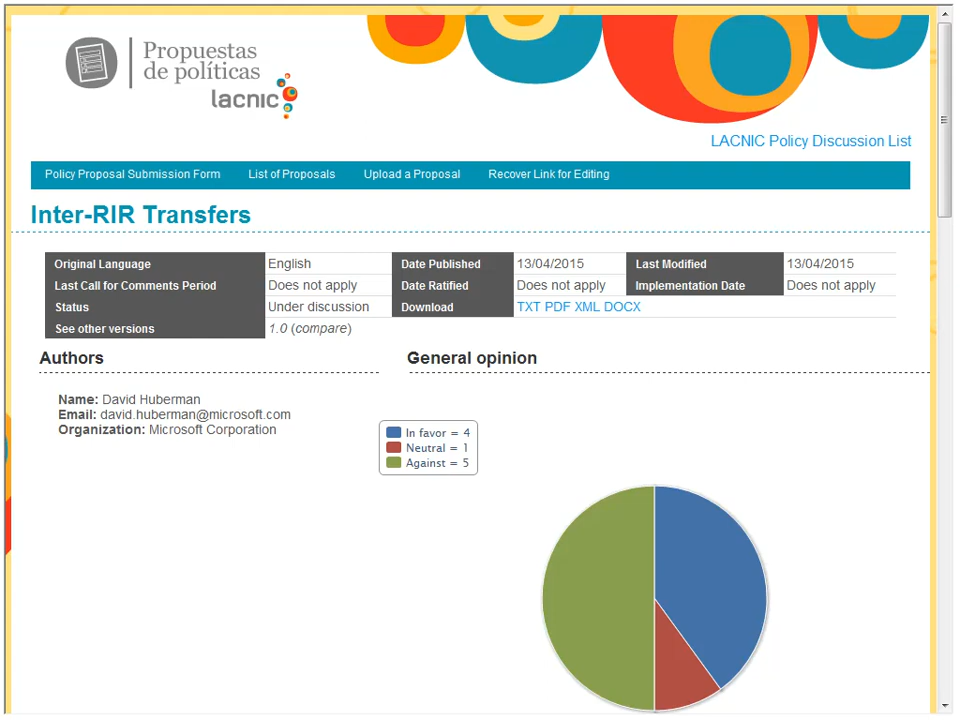 Propuestas
de políticas
lacnic
LACNIC Policy Discussion List
Policy Proposal Submission Form List of Proposals Upload a Proposal Recover Link for Editing
Inter-RIR Transfers
Original Language English Date Published 13/04/2015 Last Modified 13/04/2015
Last Call for Comments Period Does not apply Date Ratified Does not apply Implementation Date Does not apply
Status Under discussion Download TXT PDF XML DOCX
See other versions 1.0 (compare)
Authors General opinion
Name: David Huberman
Email: david.huberman@microsoft.com
Organization: Microsoft Corporation
In favor = 4
Neutral = 1
Against = 5